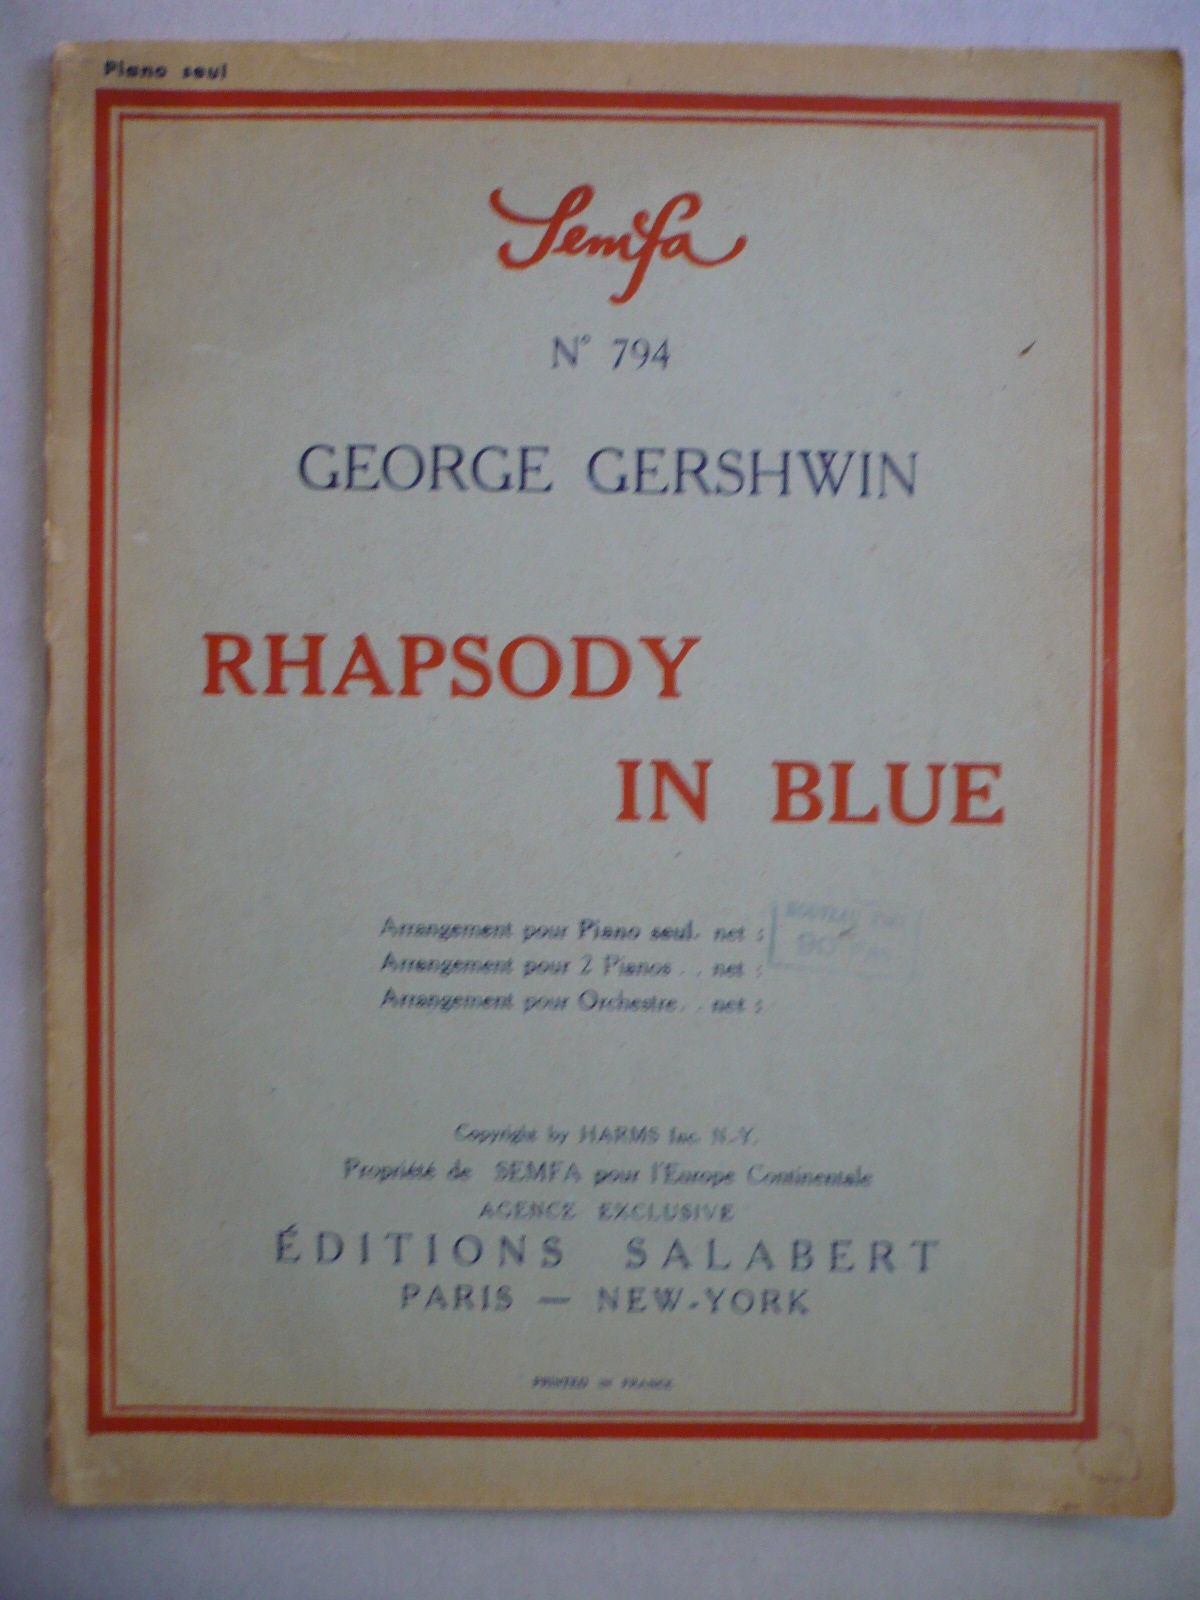 Piano seul
Semfa
N° 794
GEORGE GERSHWIN
RHAPSODY
IN BLUE
Arrangement pour Piano seul. net :
Arrangement pour 2 Pianos . . net :
Arrangement pour Orchestre. . net :
NOUVEAU PRIX
Copyright by HARMS Inc. N.-Y.
Propriété de SEMFA pour l'Europe Continentale
AGENCE EXCLUSIVE
ÉDITIONS SALABERT
PARIS — NEW-YORK
PRINTED IN FRANCE